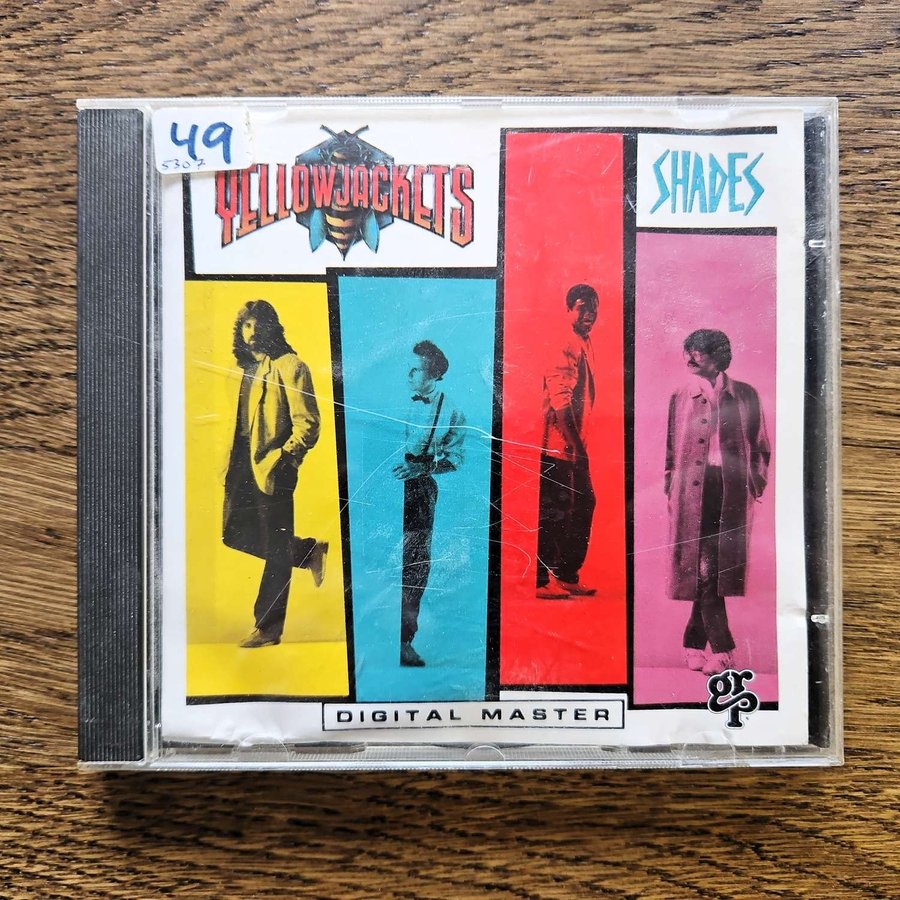 49
5307
YELLOWJACKETS
SHADES
DIGITAL MASTER
grp